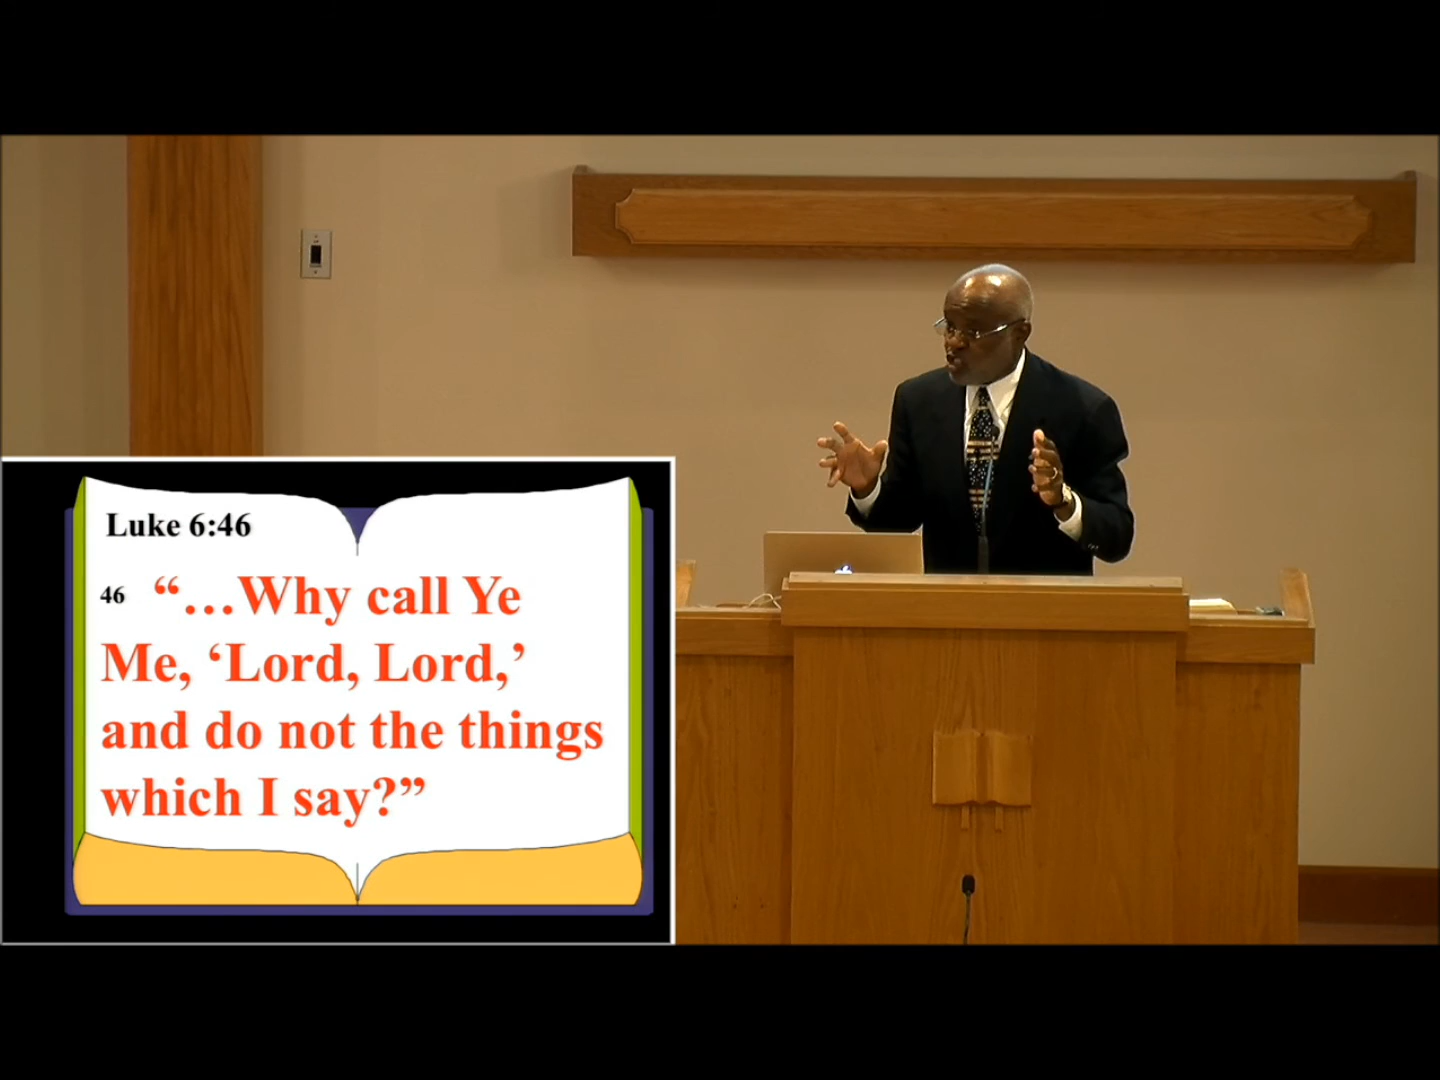 Luke 6:46
46 “…Why call Ye
Me, ‘Lord, Lord,’
and do not the things
which I say?”